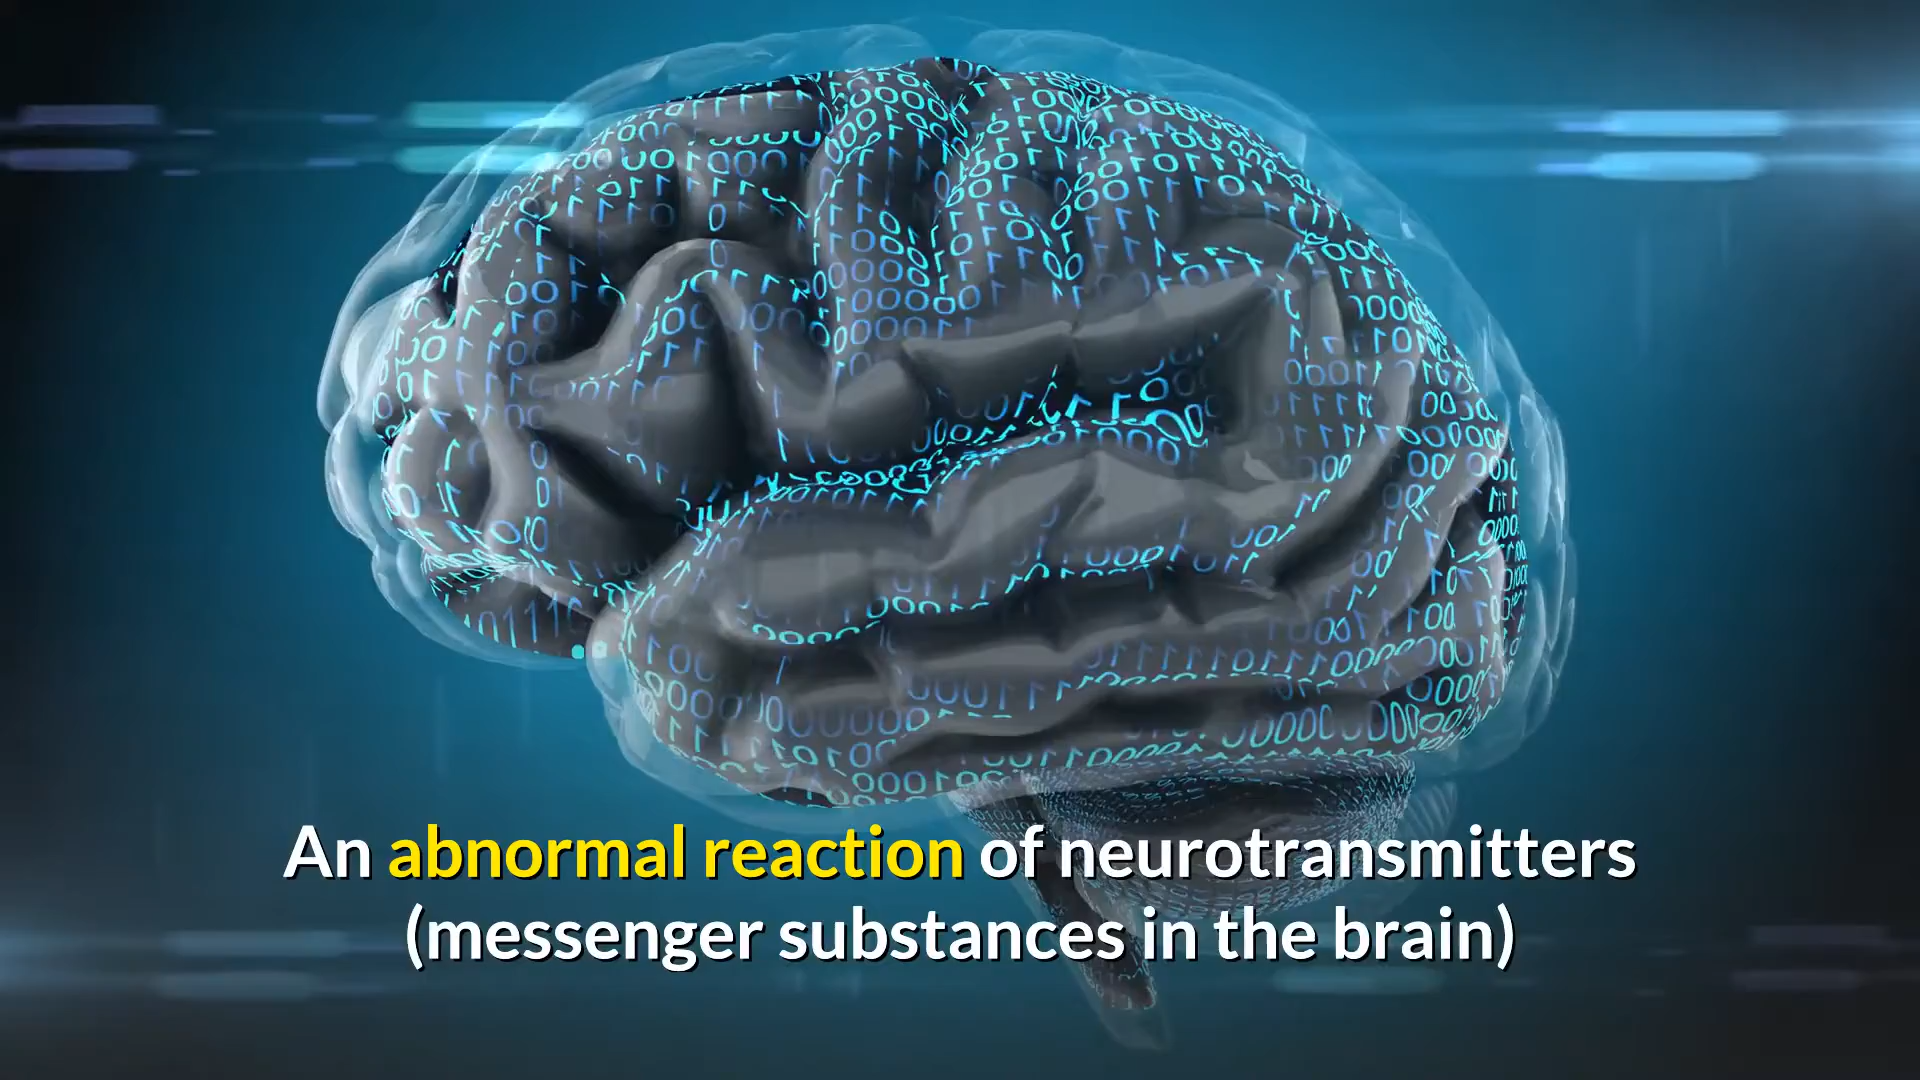 An abnormal reaction of neurotransmitters
(messenger substances in the brain)